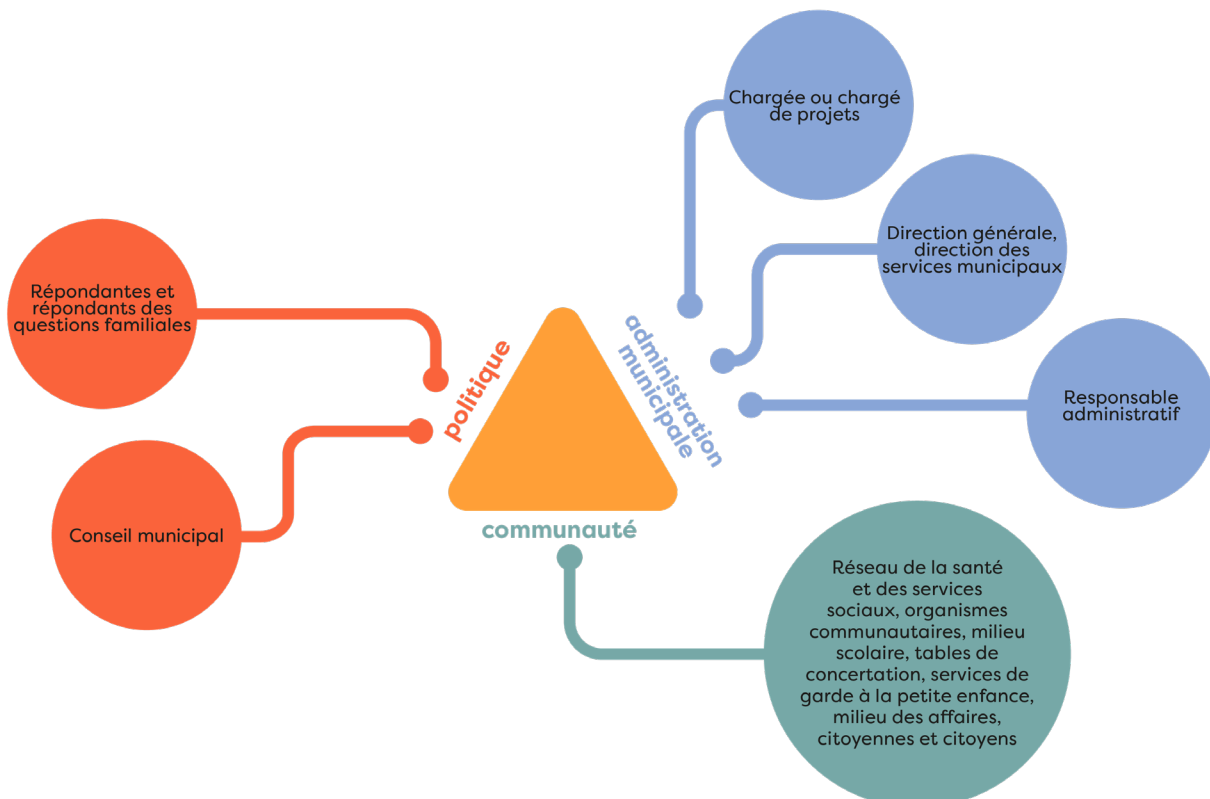 Chargée ou chargé
de projets
Direction générale,
direction des
services municipaux
Répondantes et
répondants des
questions familiales
politique
administration
municipale
Responsable
administratif
Conseil municipal
communauté
Réseau de la santé
et des services
sociaux, organismes
communautaires, milieu
scolaire, tables de
concertation, services de
garde à la petite enfance,
milieu des affaires,
citoyennes et citoyens